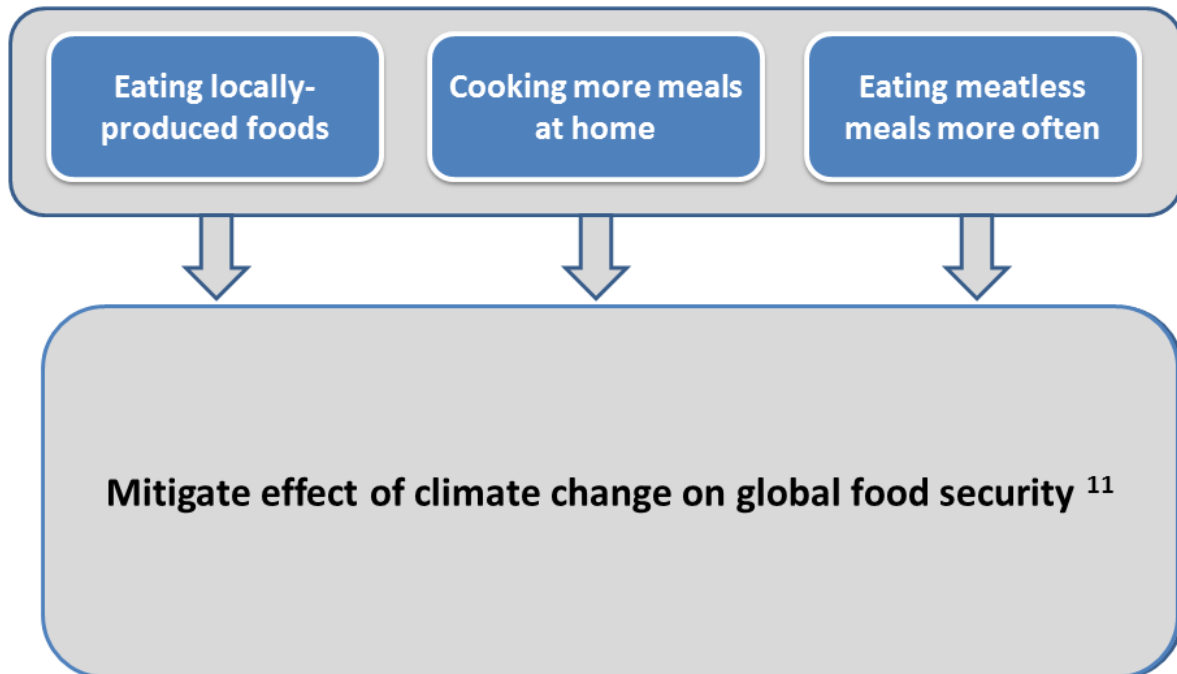 Eating locally-
produced foods
Cooking more meals
at home
Eating meatless
meals more often
Mitigate effect of climate change on global food security 11